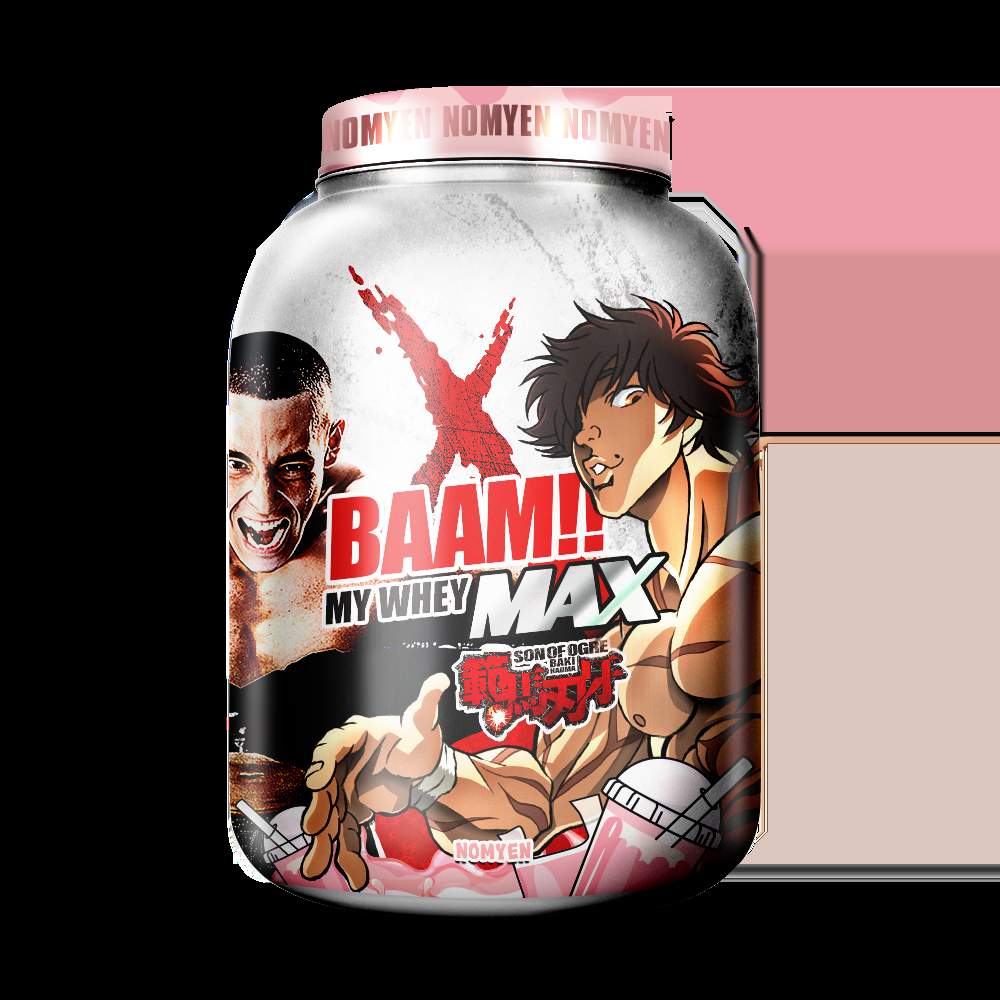 NOMYEN NOMYEN NOMYEN
X
BAAM!!
MY WHEY MAX
SON OF OGRE
BAKI
HANMA
範馬刃牙
NOMYEN